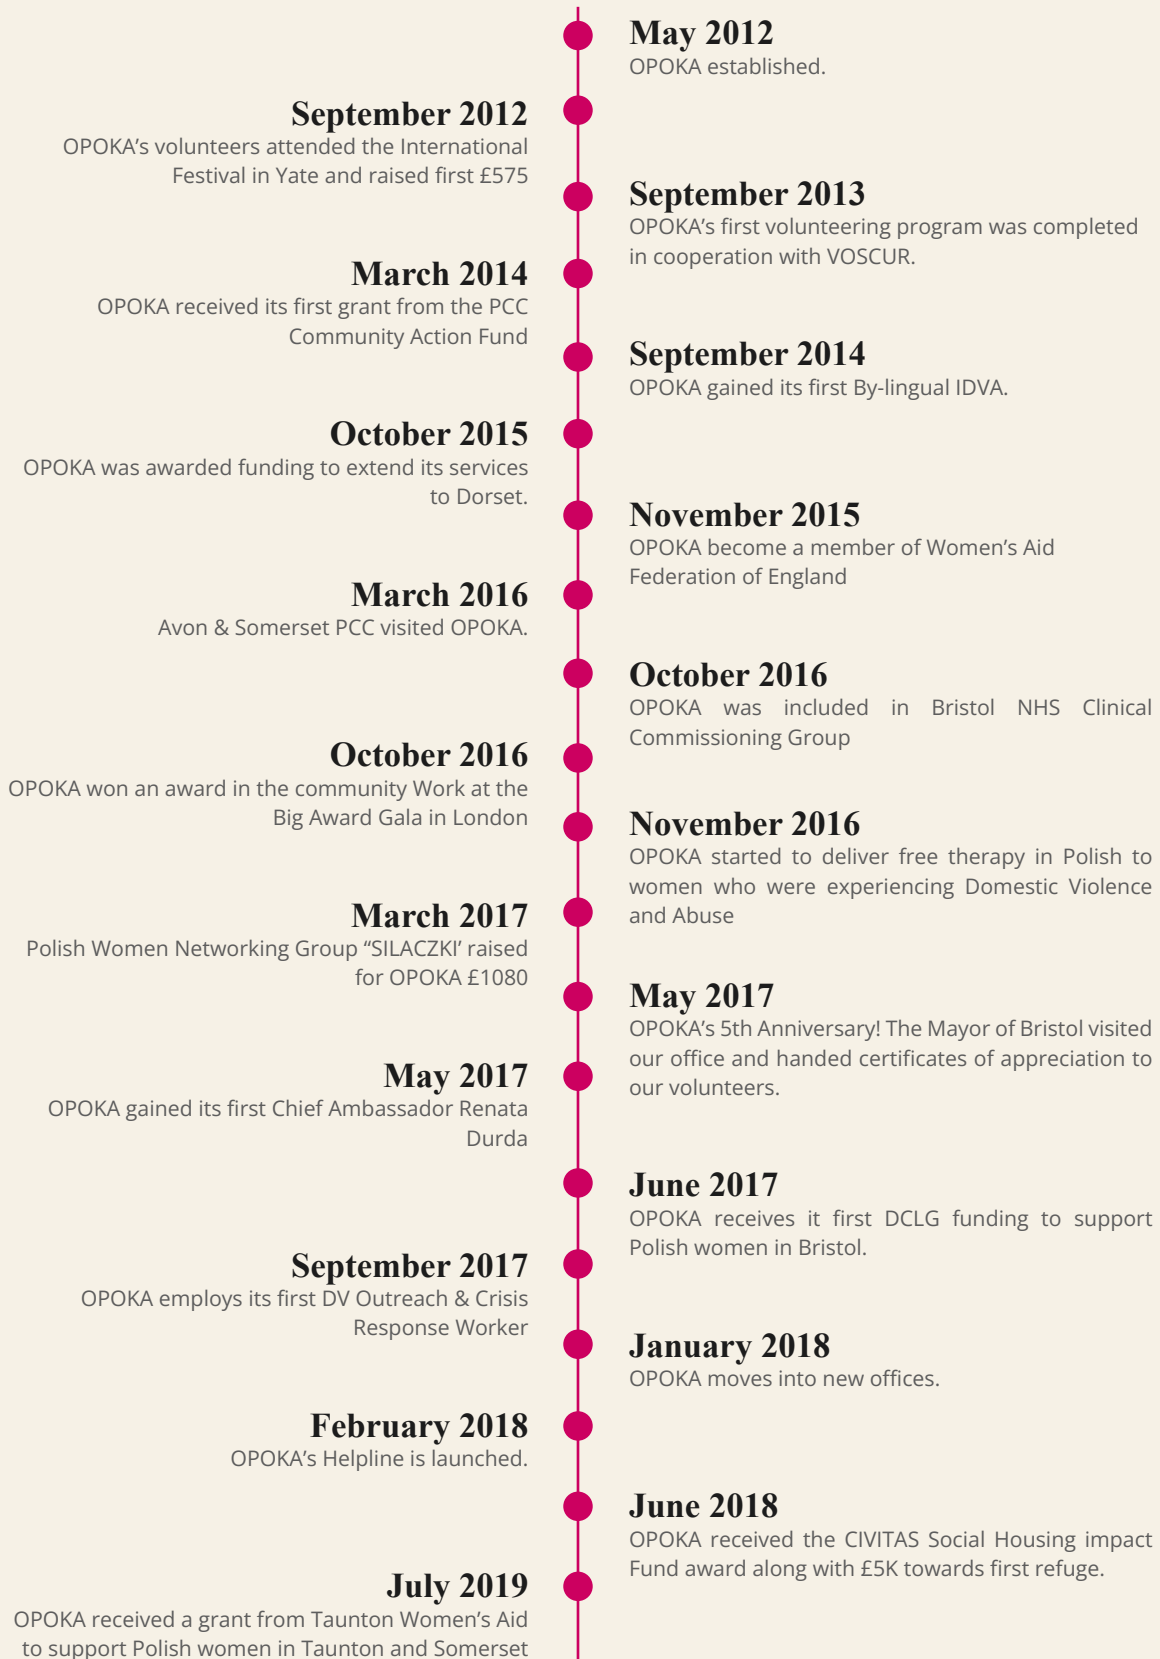 May 2012
OPOKA established.
September 2012
OPOKA’s volunteers attended the International
Festival in Yate and raised first £575
September 2013
OPOKA’s first volunteering program was completed
in cooperation with VOSCUR.
March 2014
OPOKA received its first grant from the PCC
Community Action Fund
September 2014
OPOKA gained its first By-lingual IDVA.
October 2015
OPOKA was awarded funding to extend its services
to Dorset.
November 2015
OPOKA become a member of Women’s Aid
Federation of England
March 2016
Avon & Somerset PCC visited OPOKA.
October 2016
OPOKA was included in Bristol NHS Clinical
Commissioning Group
October 2016
OPOKA won an award in the community Work at the
Big Award Gala in London
November 2016
OPOKA started to deliver free therapy in Polish to
women who were experiencing Domestic Violence
and Abuse
March 2017
Polish Women Networking Group “SILACZKI’ raised
for OPOKA £1080
May 2017
OPOKA’s 5th Anniversary! The Mayor of Bristol visited
our office and handed certificates of appreciation to
our volunteers.
May 2017
OPOKA gained its first Chief Ambassador Renata
Durda
June 2017
OPOKA receives it first DCLG funding to support
Polish women in Bristol.
September 2017
OPOKA employs its first DV Outreach & Crisis
Response Worker
January 2018
OPOKA moves into new offices.
February 2018
OPOKA’s Helpline is launched.
June 2018
OPOKA received the CIVITAS Social Housing impact
Fund award along with £5K towards first refuge.
July 2019
OPOKA received a grant from Taunton Women’s Aid
to support Polish women in Taunton and Somerset